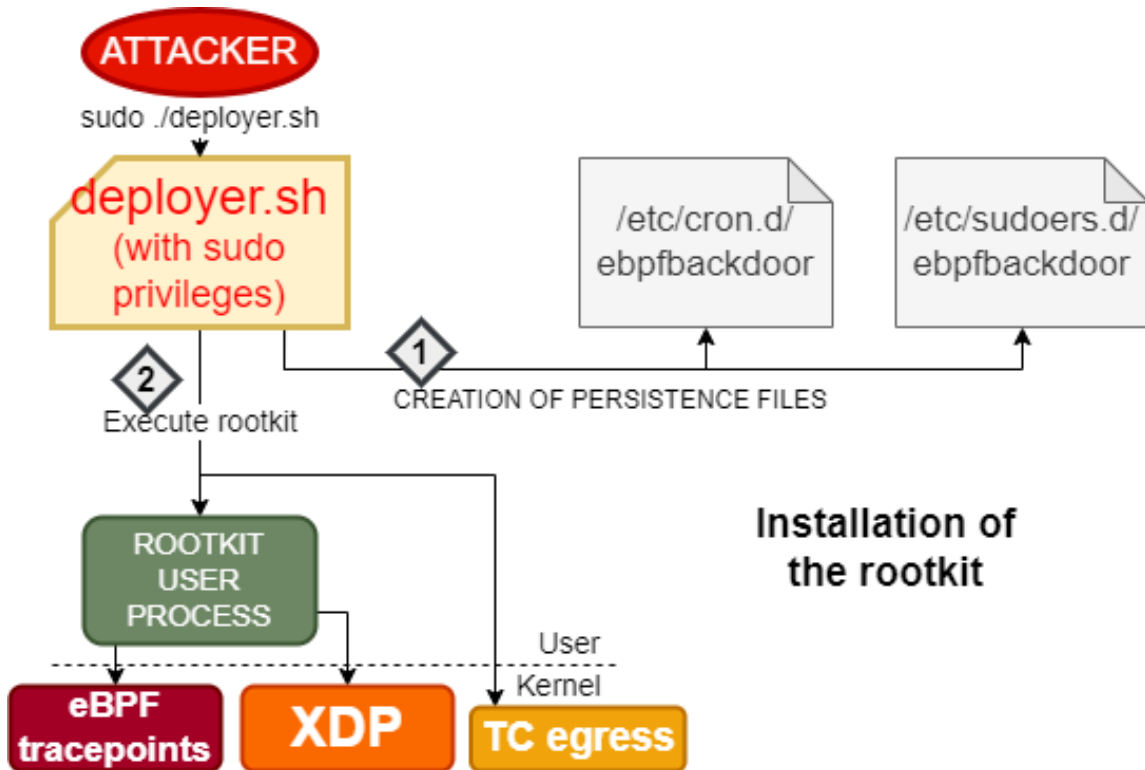 ATTACKER
sudo ./deployer.sh
deployer.sh
(with sudo
privileges)
/etc/cron.d/
ebpfbackdoor
/etc/sudoers.d/
ebpfbackdoor
1
CREATION OF PERSISTENCE FILES
2
Execute rootkit
Installation of
the rootkit
ROOTKIT
USER
PROCESS
User
Kernel
eBPF
tracepoints
XDP
TC egress